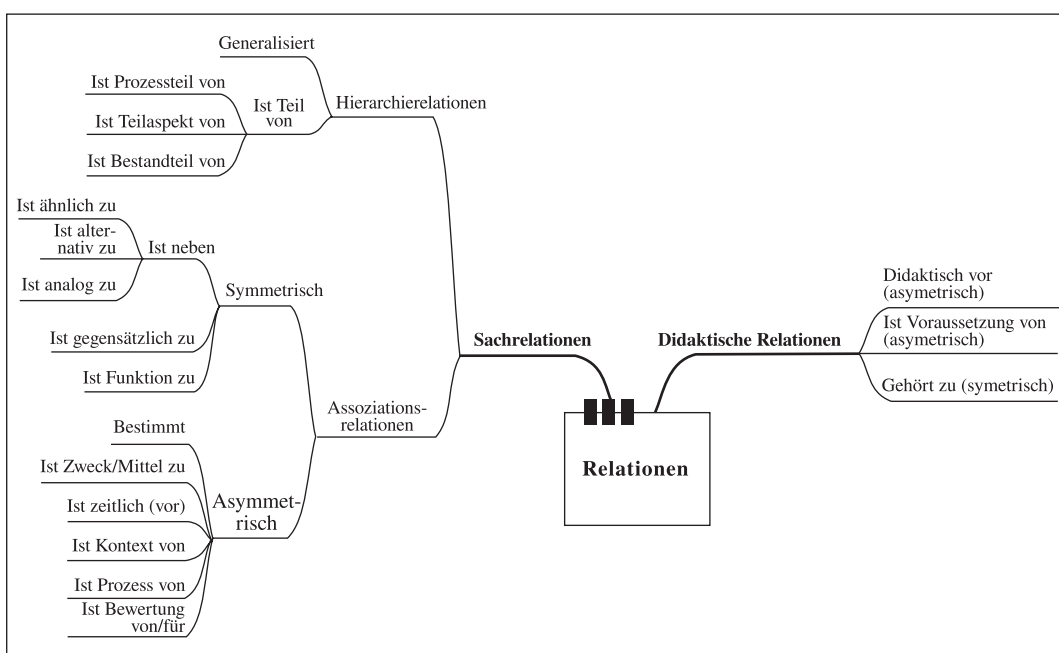 Generalisiert
Hierarchierelationen
Ist Prozessteil von
Ist Teil
von
Ist Teilaspekt von
Ist Bestandteil von
Ist ähnlich zu
Ist alter-
nativ zu
Ist neben
Ist analog zu
Symmetrisch
Ist gegensätzlich zu
Ist Funktion zu
Assoziations-
relationen
Bestimmt
Ist Zweck/Mittel zu
Ist zeitlich (vor)
Asymmet-
risch
Ist Kontext von
Ist Prozess von
Ist Bewertung
von/für
Sachrelationen
Didaktische Relationen
Didaktisch vor
(asymetrisch)
Ist Voraussetzung von
(asymetrisch)
Gehört zu (symetrisch)
Relationen